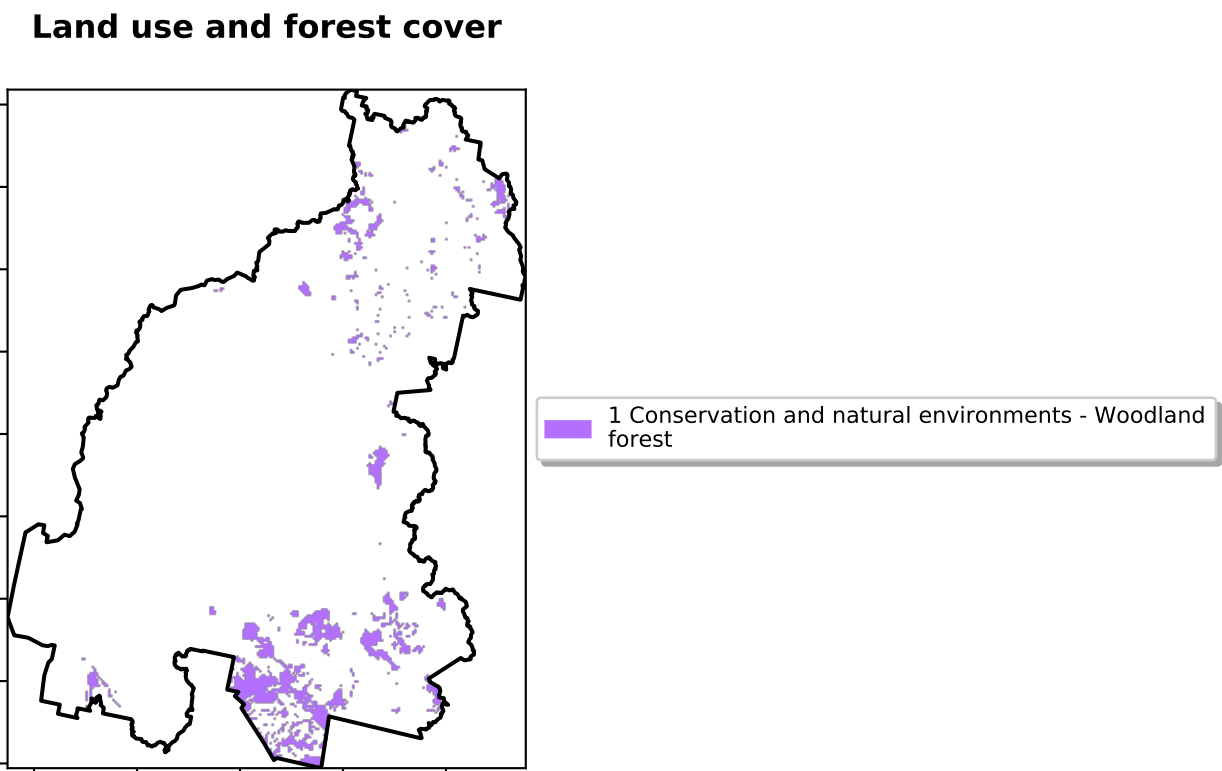 Land use and forest cover
1 Conservation and natural environments - Woodland
forest